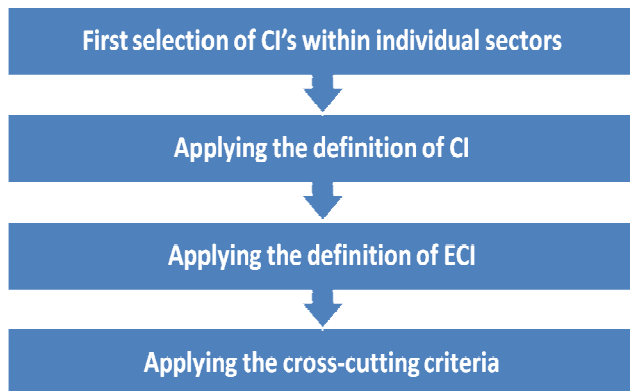 First selection of CI's within individual sectors
Applying the definition of CI
Applying the definition of ECI
Applying the cross-cutting criteria